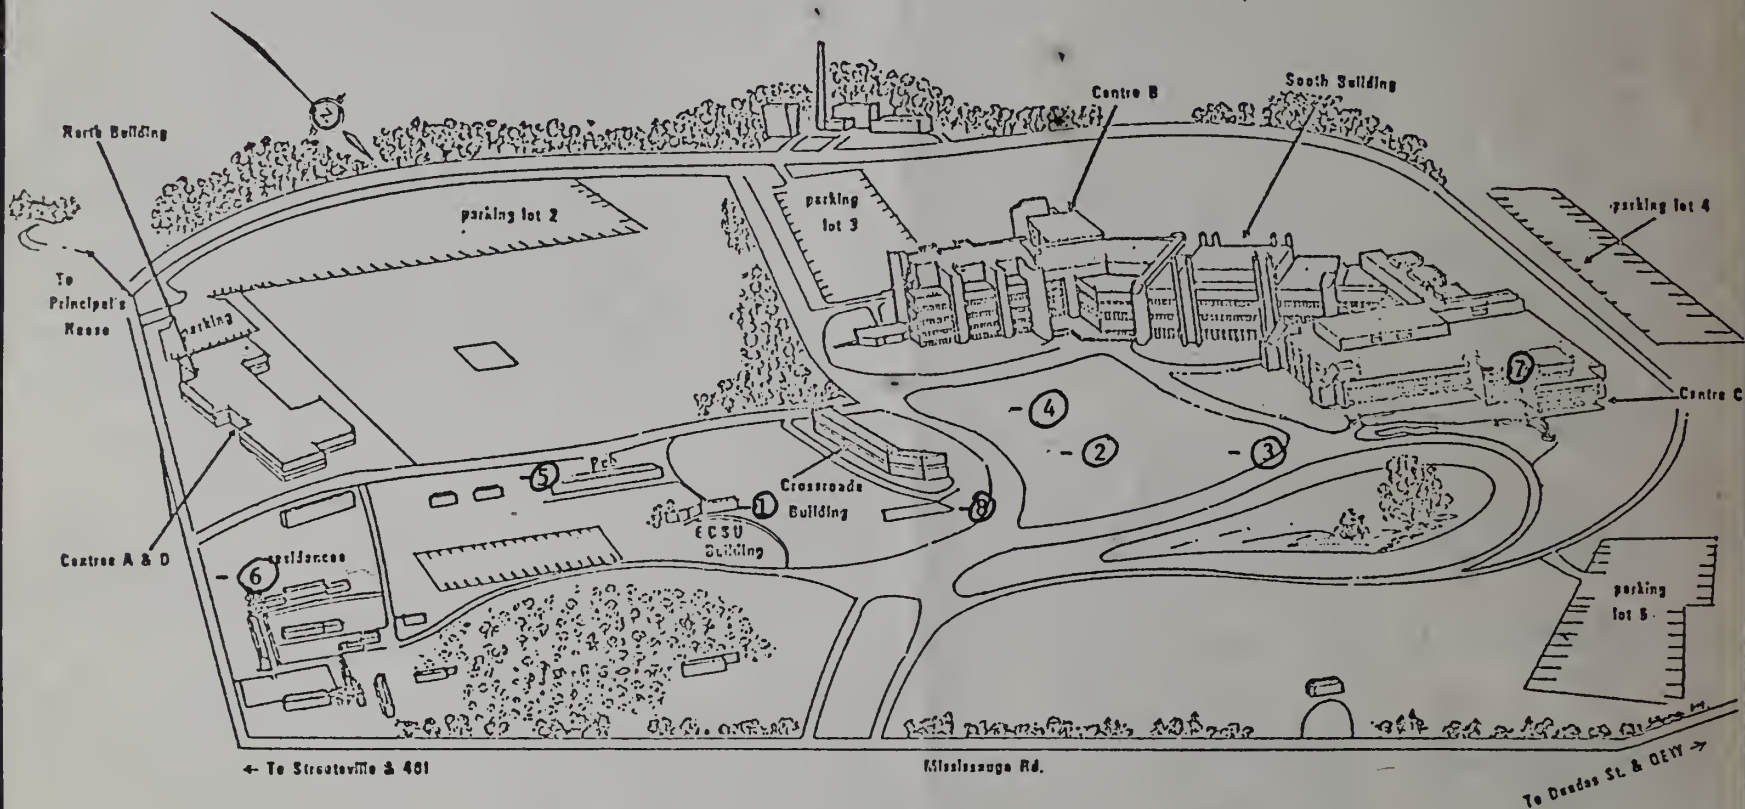 North Building
Centre B
South Building
parking lot 2
parking
lot 3
parking lot 4
To
Principal's
House
parking
7
Centre C
4
2
3
5
Pub
Crossroads
Building
1
8
ECSU
Building
Centres A & D
6
residences
parking
lot 5
← To Streetsville & 401
Mississauga Rd.
To Dundas St. & QEW →